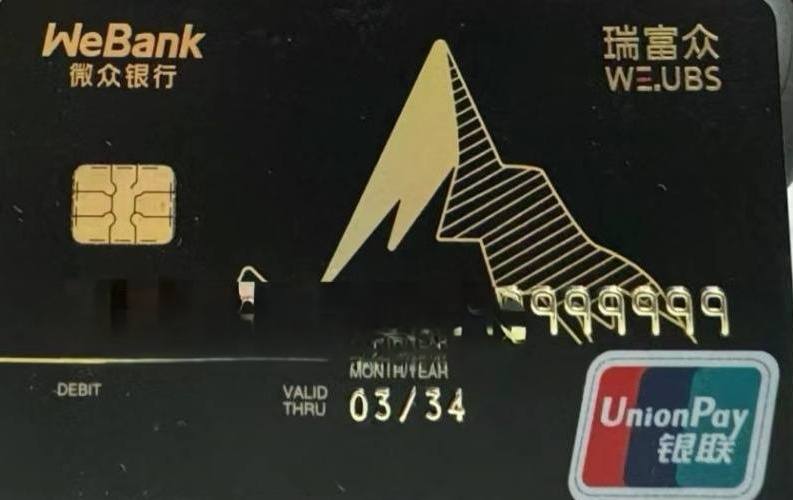 WeBank
微众银行
瑞富众
WE.UBS
999999
MONTH/YEAR
DEBIT
VALID
THRU
03/34
UnionPay
银联